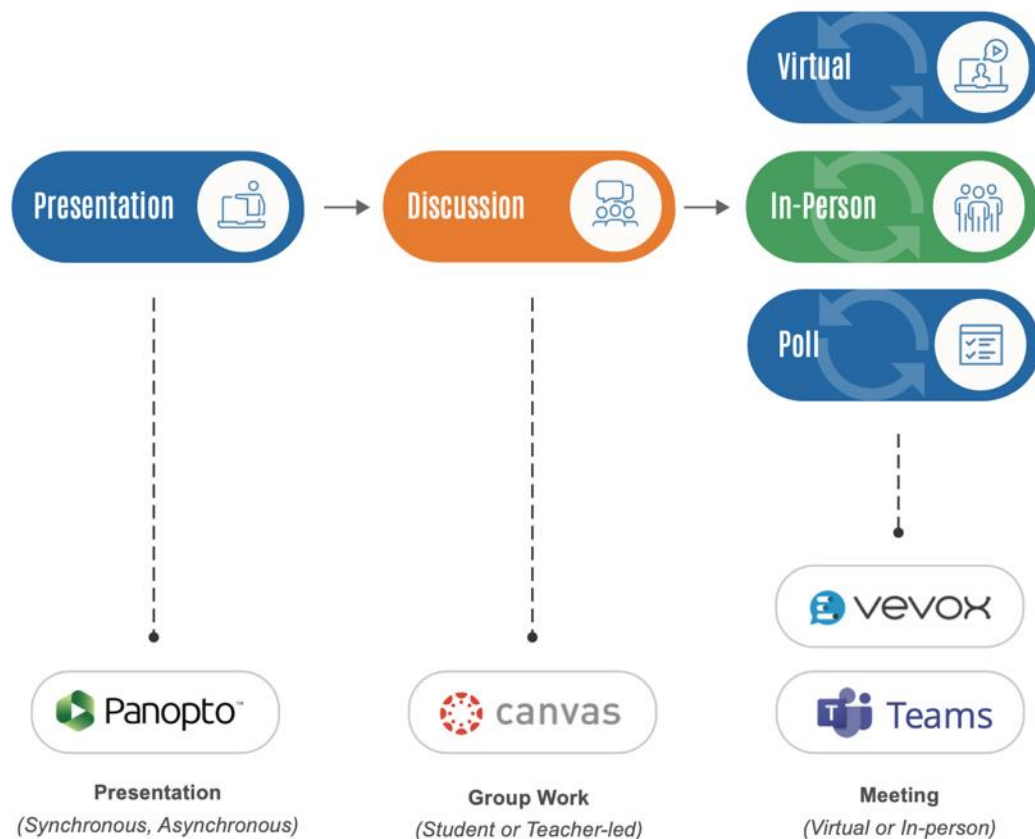 Virtual
Presentation
Discussion
In-Person
Poll
vevox
Panopto™
canvas
T Teams
Presentation
(Synchronous, Asynchronous)
Group Work
(Student or Teacher-led)
Meeting
(Virtual or In-person)